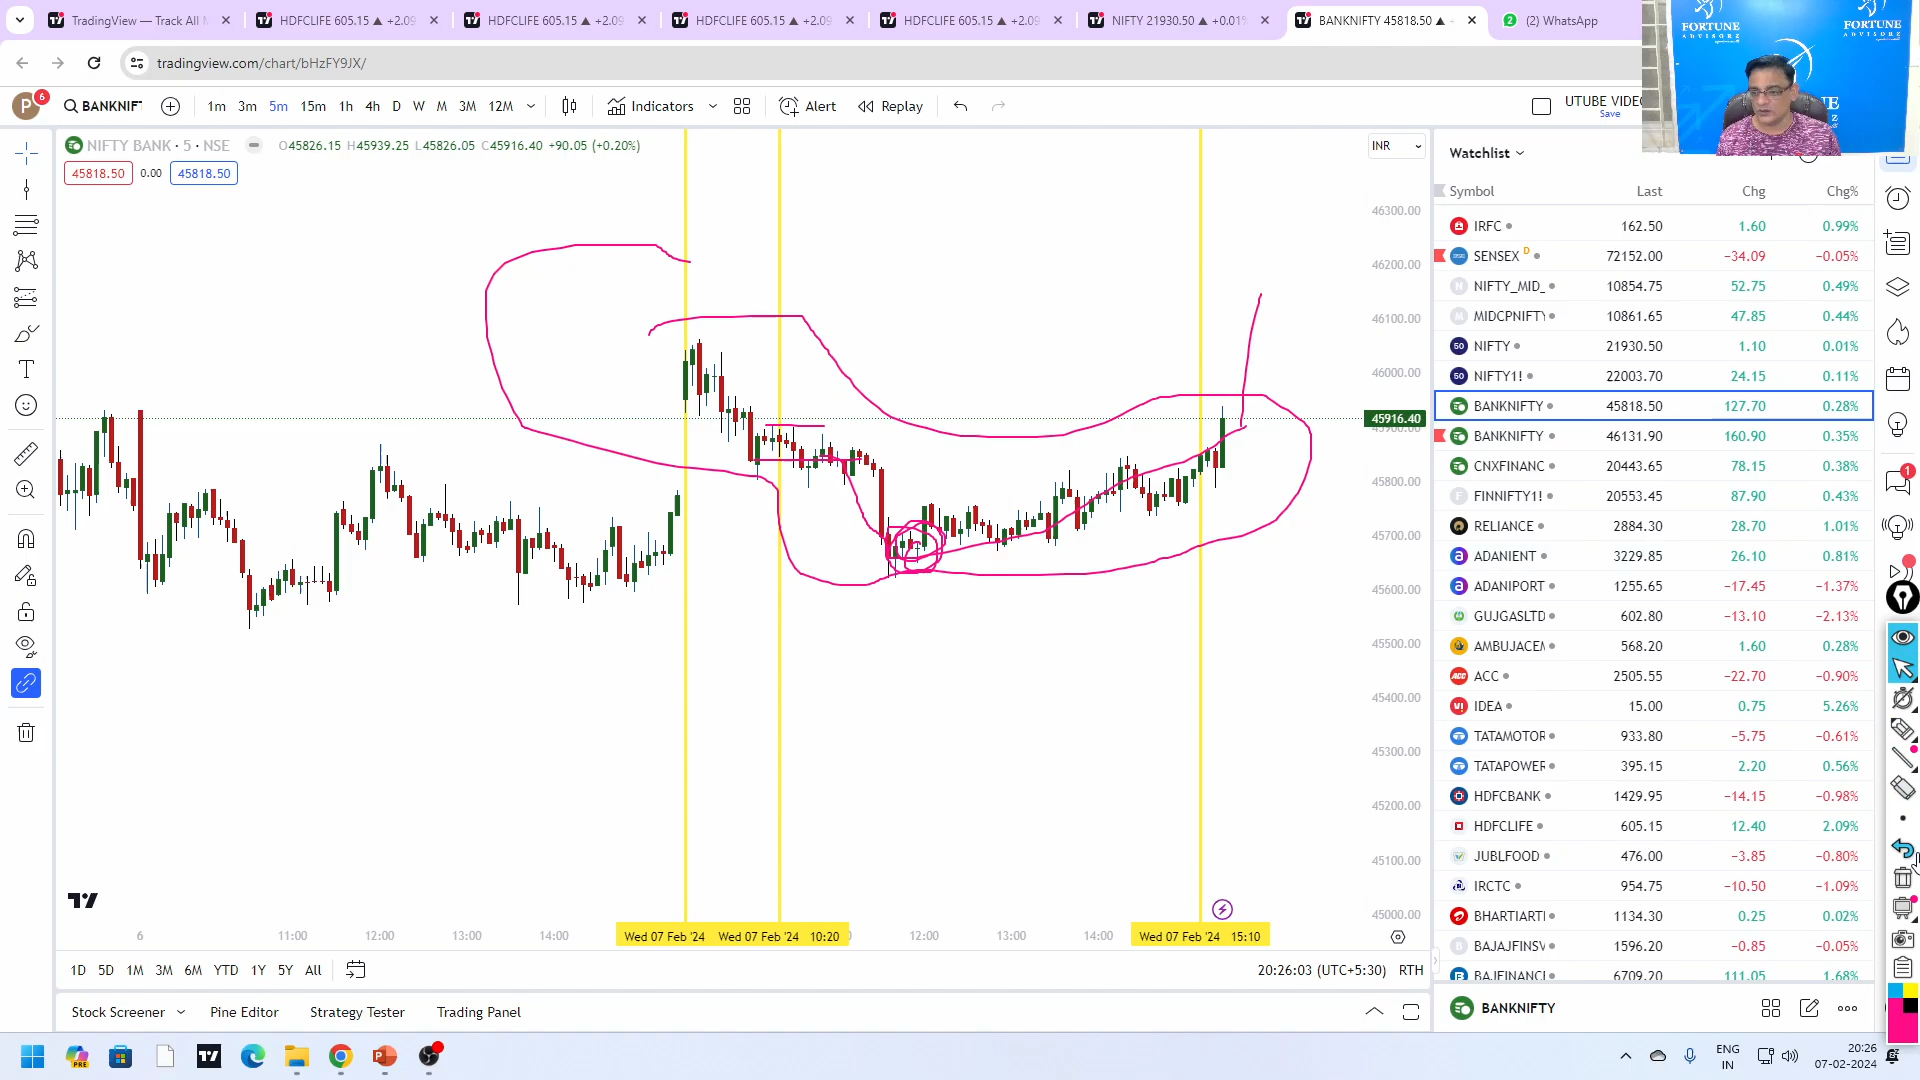 TradingView — Track All M
HDFCLIFE 605.15 ▲ +2.09
HDFCLIFE 605.15 ▲ +2.09
HDFCLIFE 605.15 ▲ +2.09
HDFCLIFE 605.15 ▲ +2.09
NIFTY 21930.50 ▲ +0.01%
BANKNIFTY 45818.50 ▲
(2) WhatsApp
tradingview.com/chart/bHzFY9JX/
FORTUNE
ADVISORZ
FORTUNE
ADVISORZ
P
6
BANKNIF
1m 3m 5m 15m 1h 4h D W M 3M 12M
Indicators
Alert
Replay
UTUBE VIDEO
Save
NIFTY BANK · 5 · NSE
O45826.15 H45939.25 L45826.05 C45916.40 +90.05 (+0.20%)
45818.50 0.00 45818.50
INR
46300.00
46200.00
46100.00
46000.00
45916.40
45800.00
45700.00
45600.00
45500.00
45400.00
45300.00
45200.00
45100.00
45000.00
6 11:00 12:00 13:00 14:00
Wed 07 Feb '24
Wed 07 Feb '24 10:20
12:00 13:00 14:00
Wed 07 Feb '24 15:10
1D 5D 1M 3M 6M YTD 1Y 5Y All
20:26:03 (UTC+5:30) RTH
Stock Screener
Pine Editor
Strategy Tester
Trading Panel
Watchlist
Symbol Last Chg Chg%
IRFC 162.50 1.60 0.99%
SENSEX D 72152.00 −34.09 −0.05%
NIFTY_MID_ 10854.75 52.75 0.49%
MIDCPNIFTY 10861.65 47.85 0.44%
NIFTY 21930.50 1.10 0.01%
NIFTY1! 22003.70 24.15 0.11%
BANKNIFTY 45818.50 127.70 0.28%
BANKNIFTY 46131.90 160.90 0.35%
CNXFINANC 20443.65 78.15 0.38%
FINNIFTY1! 20553.45 87.90 0.43%
RELIANCE 2884.30 28.70 1.01%
ADANIENT 3229.85 26.10 0.81%
ADANIPORT 1255.65 −17.45 −1.37%
GUJGASLTD 602.80 −13.10 −2.13%
AMBUJACEM 568.20 1.60 0.28%
ACC 2505.55 −22.70 −0.90%
IDEA 15.00 0.75 5.26%
TATAMOTOR 933.80 −5.75 −0.61%
TATAPOWER 395.15 2.20 0.56%
HDFCBANK 1429.95 −14.15 −0.98%
HDFCLIFE 605.15 12.40 2.09%
JUBLFOOD 476.00 −3.85 −0.80%
IRCTC 954.75 −10.50 −1.09%
BHARTIARTL 1134.30 0.25 0.02%
BAJAJFINSV 1596.20 −0.85 −0.05%
BAJFINANCE 6709.20 111.05 1.68%
BANKNIFTY
ENG
IN
20:26
07-02-2024